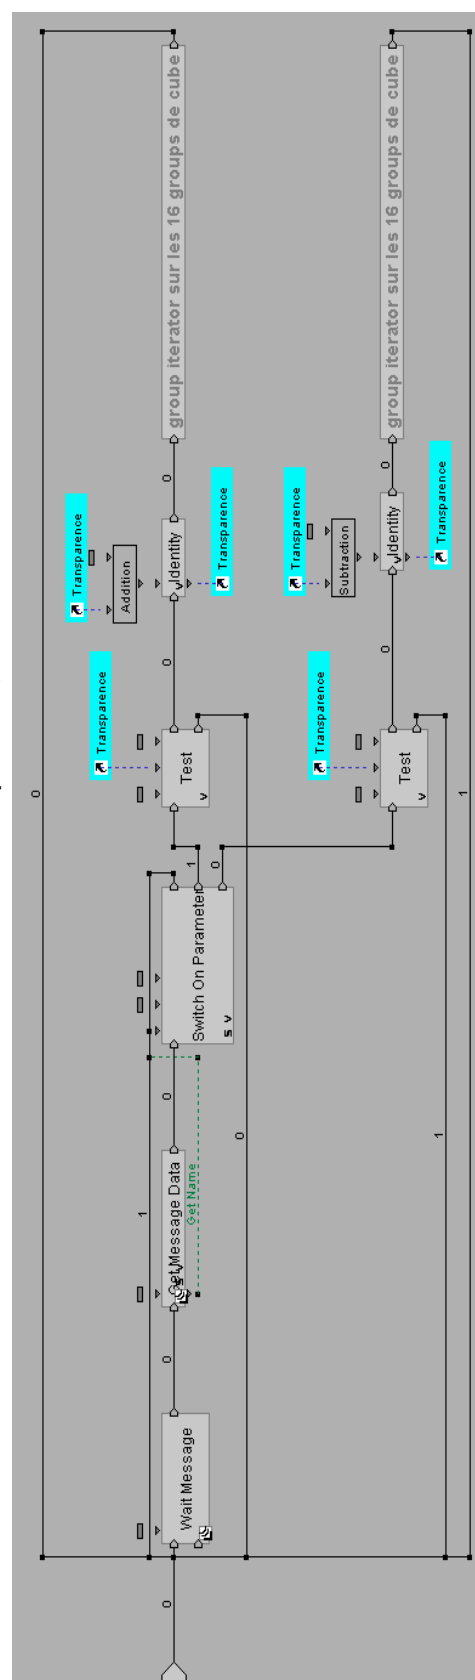 0
Transparence
Transparence
Addition
1
0
Wait Message
0
Get Message Data
0
Switch On Parameter
Test
0
Identity
0
group iterator sur les 16 groups de cube
Get Name
1
0
Transparence
0
Transparence
Transparence
Subtraction
0
Test
Identity
0
group iterator sur les 16 groups de cube
Transparence
1
1
s v
v
v
v
v